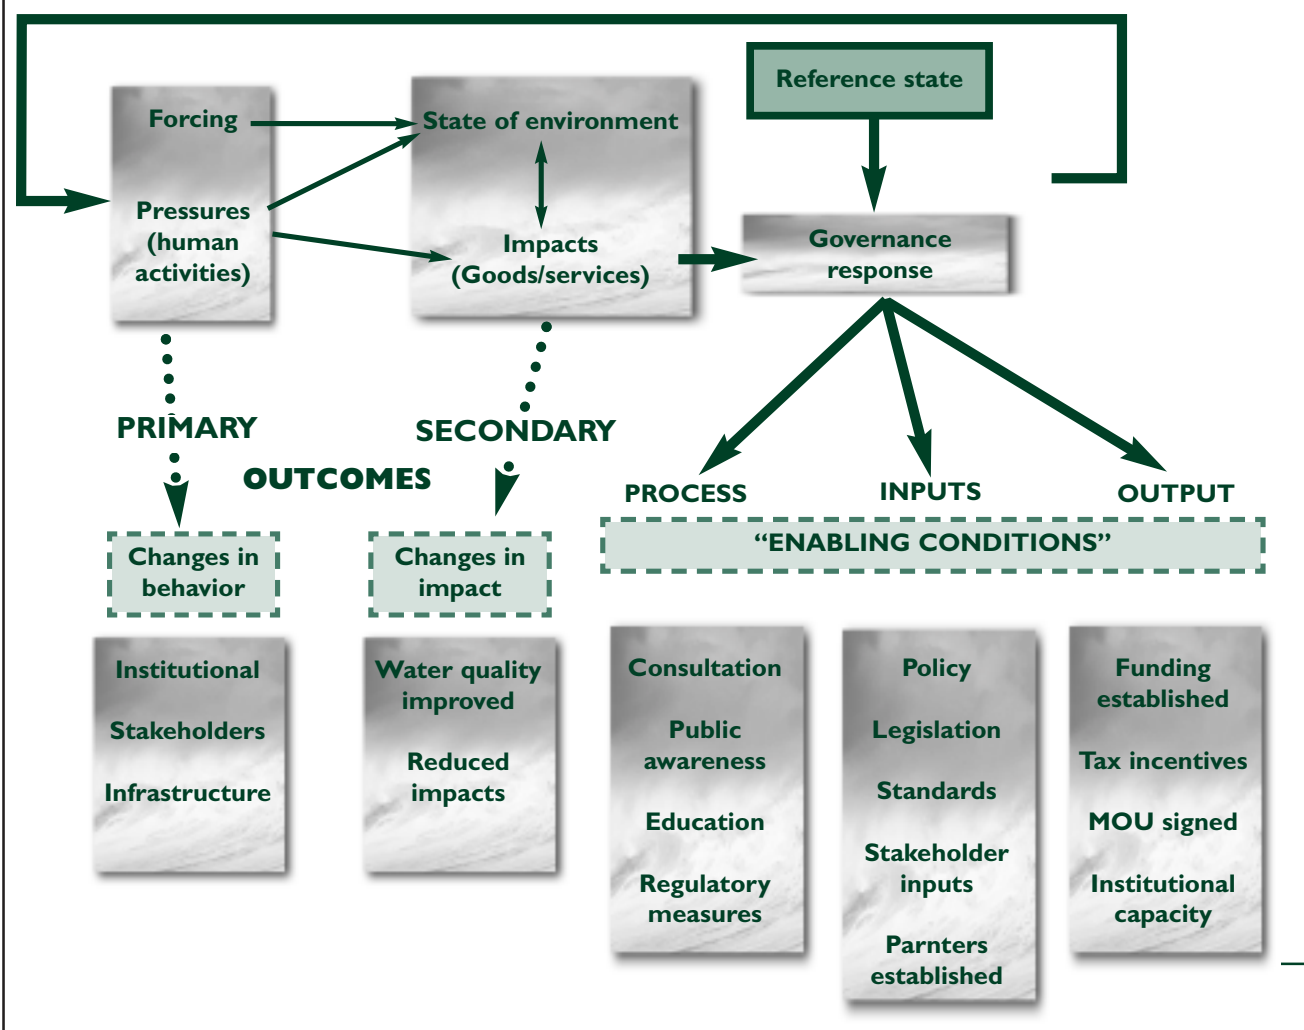 Reference state
Forcing
State of environment
Pressures
(human
activities)
Impacts
(Goods/services)
Governance
response
PRIMARY
SECONDARY
OUTCOMES
PROCESS
INPUTS
OUTPUT
Changes in
behavior
Changes in
impact
“ENABLING CONDITIONS”
Institutional
Stakeholders
Infrastructure
Water quality
improved
Reduced
impacts
Consultation
Public
awareness
Education
Regulatory
measures
Policy
Legislation
Standards
Stakeholder
inputs
Parnters
established
Funding
established
Tax incentives
MOU signed
Institutional
capacity